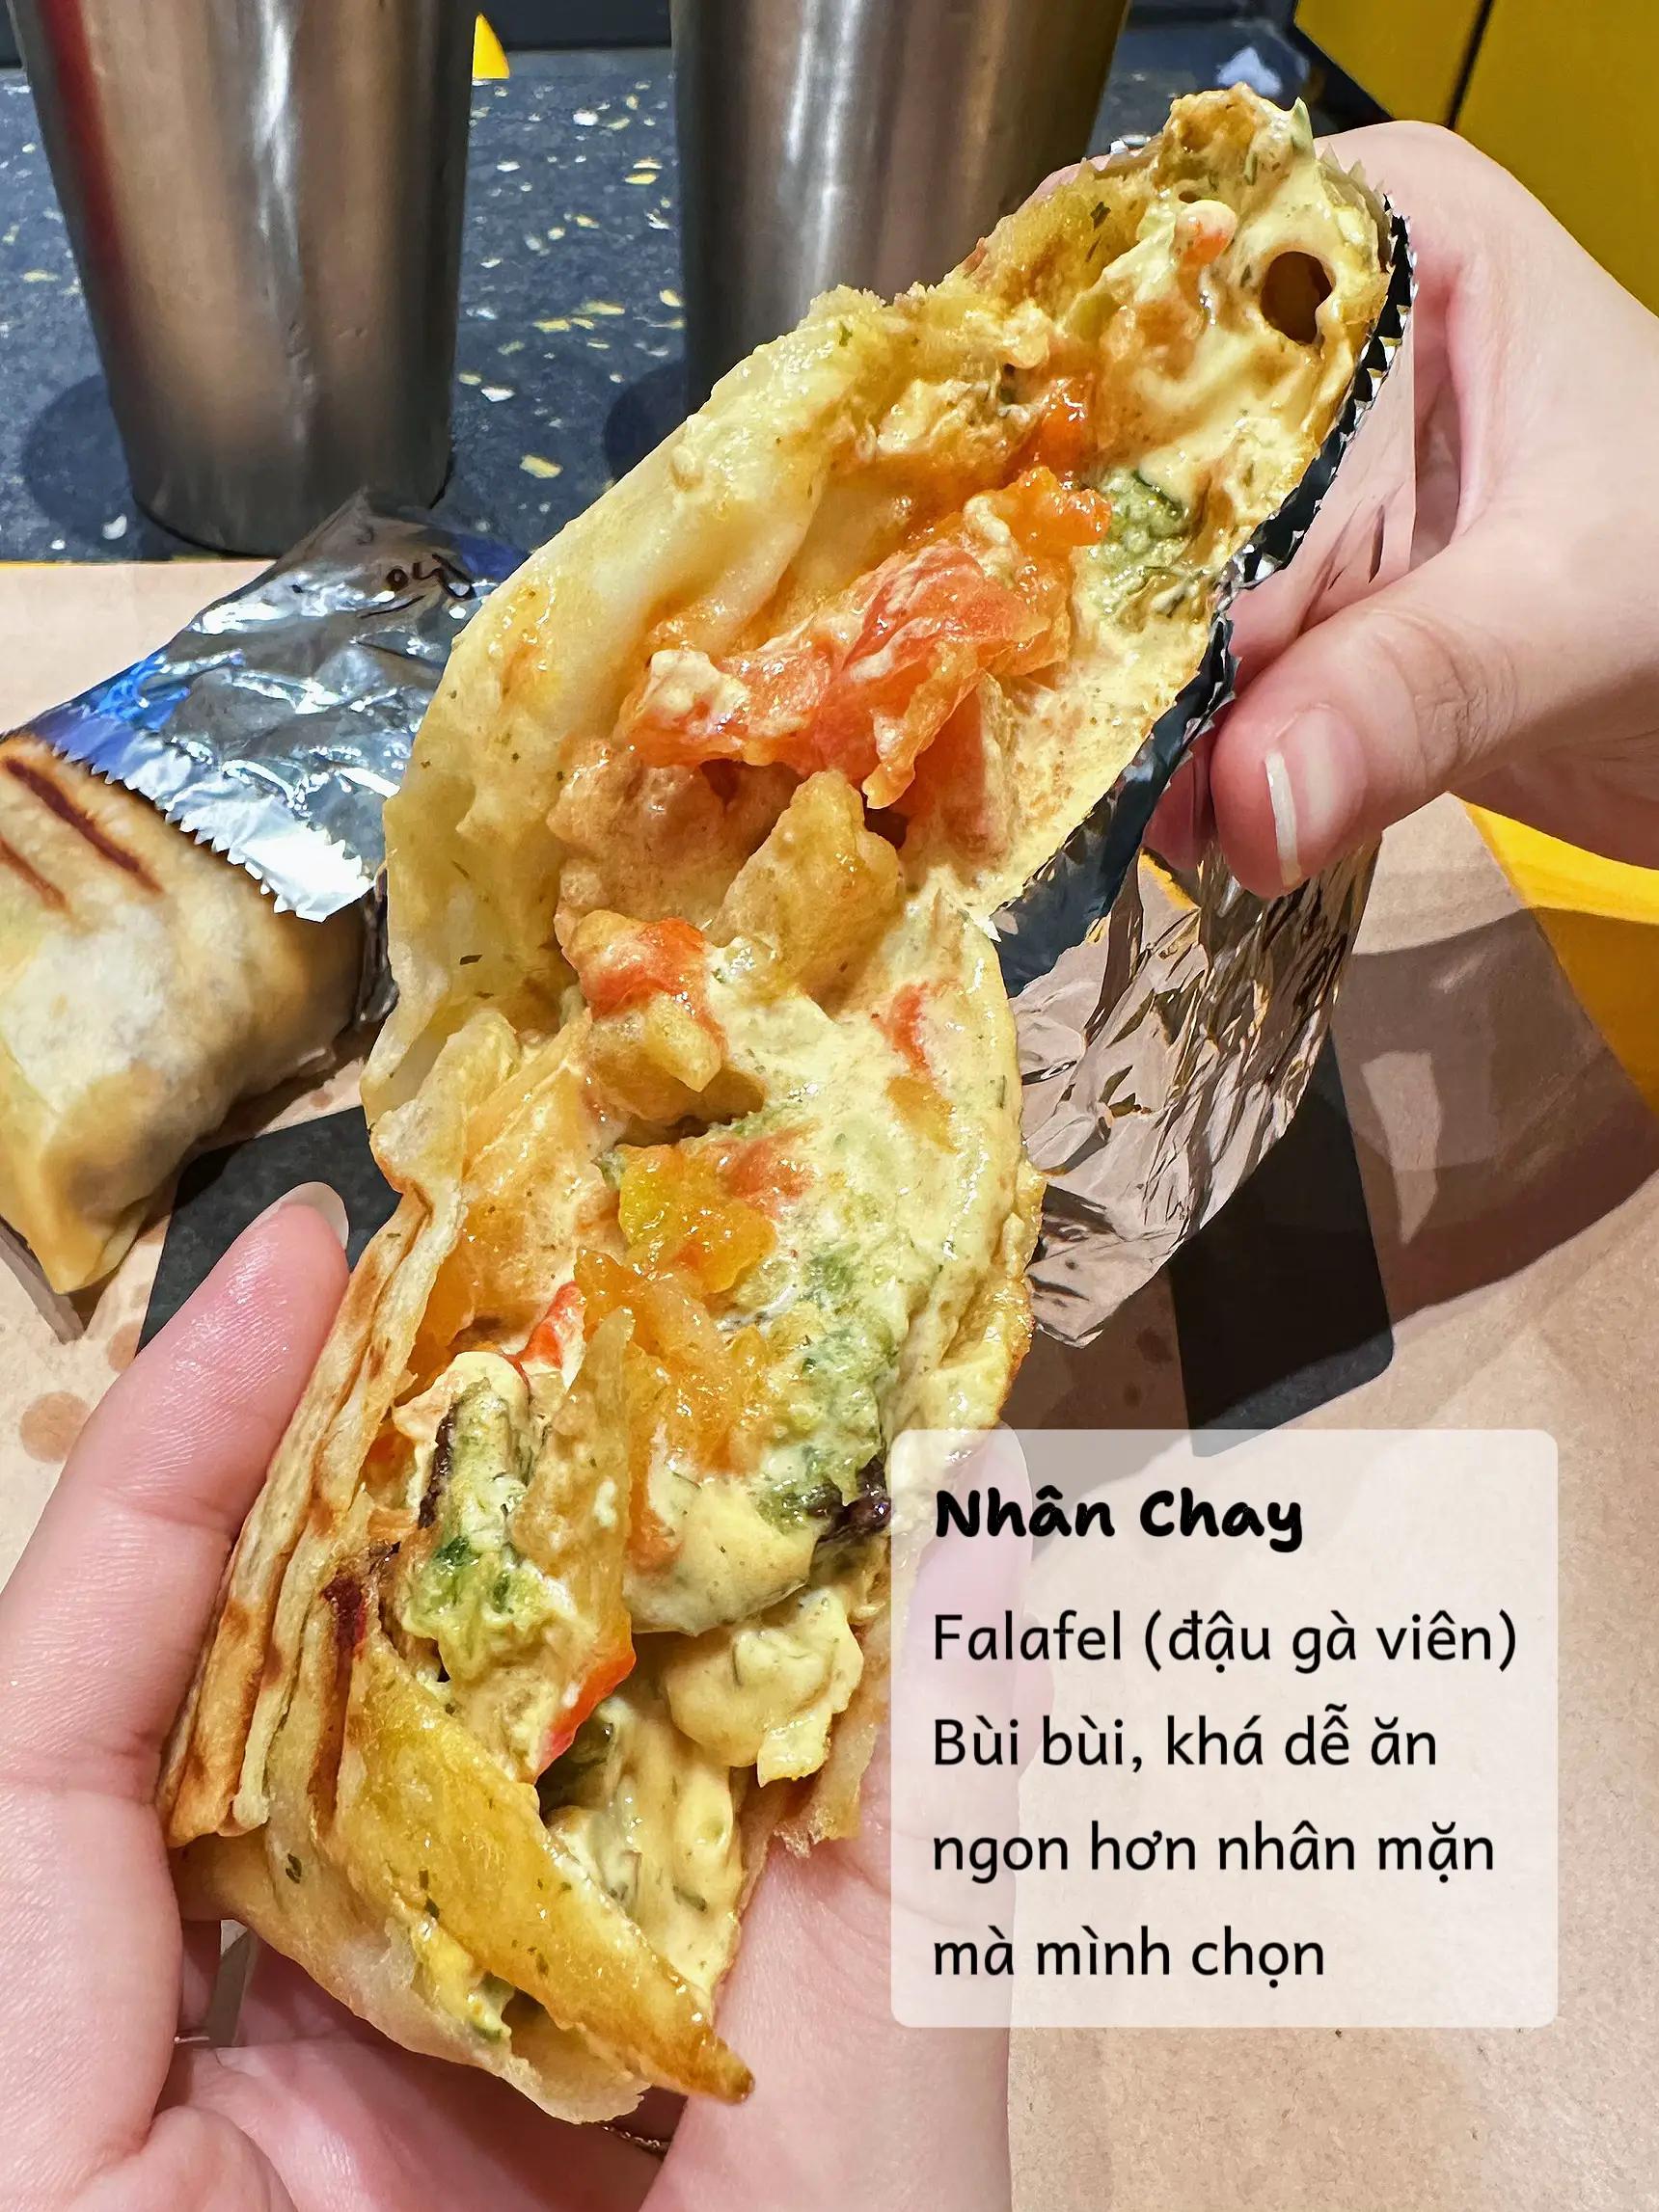 Nhân Chay
Falafel (đậu gà viên)
Bùi bùi, khá dễ ăn
ngon hơn nhân mặn
mà mình chọn